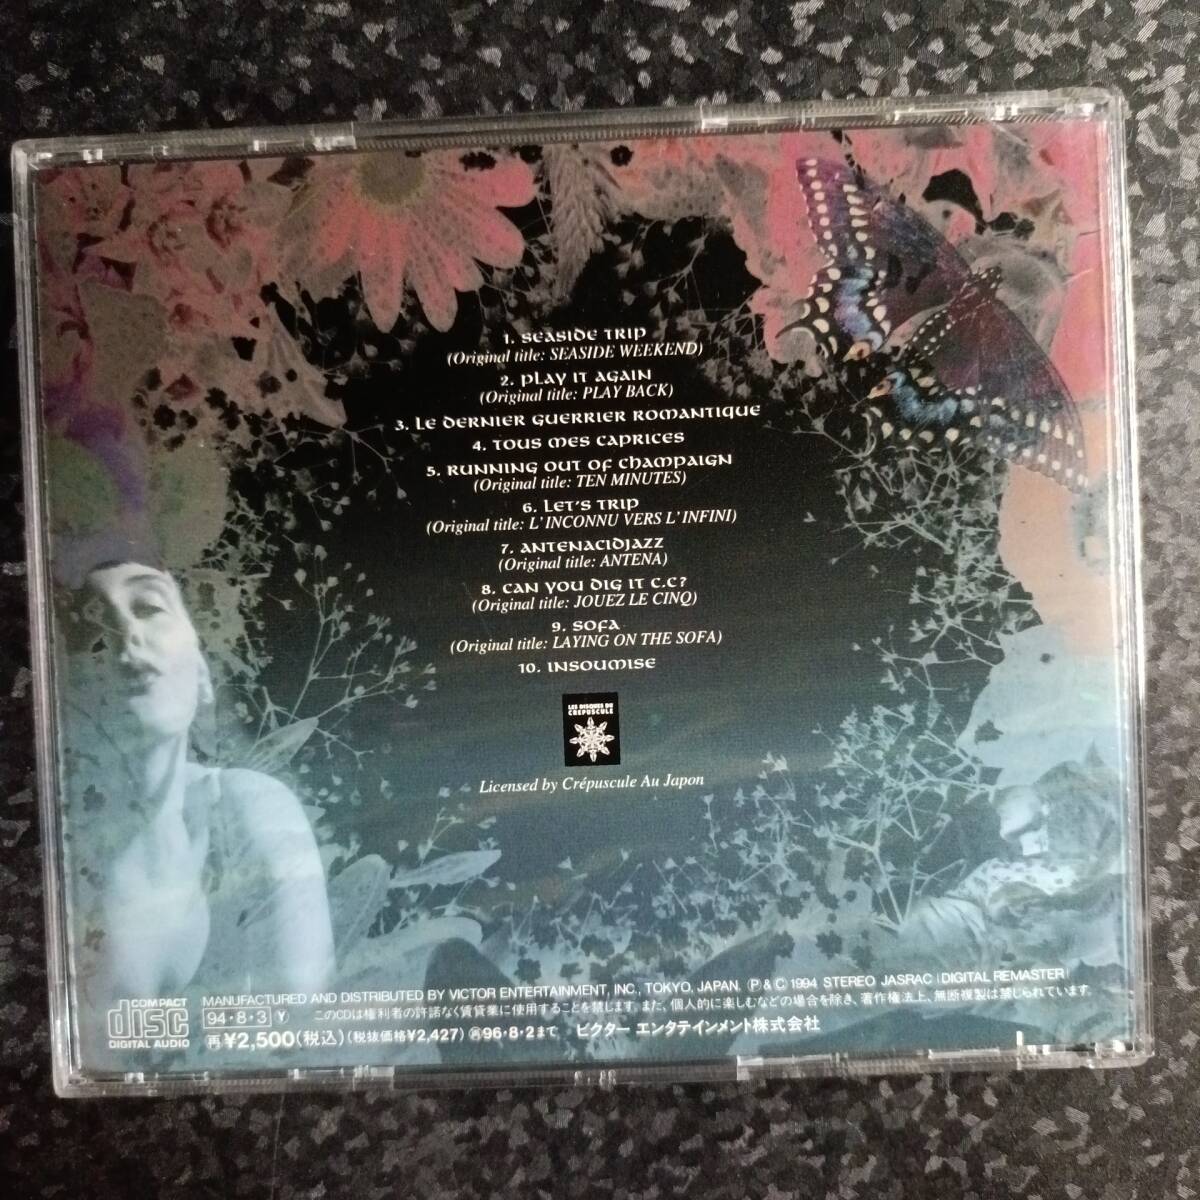 1. SEASIDE TRIP
(Original title: SEASIDE WEEKEND)
2. PLAY IT AGAIN
(Original title: PLAY BACK)
3. LE DERNIER GUERRIER ROMANTIQUE
4. TOUS MES CAPRICES
5. RUNNING OUT OF CHAMPAIGN
(Original title: TEN MINUTES)
6. LET'S TRIP
(Original title: L'INCONNU VERS L'INFINI)
7. ANTENACIDJAZZ
(Original title: ANTENA)
8. CAN YOU DIG IT C.C?
(Original title: JOUEZ LE CINQ)
9. SOFA
(Original title: LAYING ON THE SOFA)
10. INSOUMISE
LES DISQUES DU
CREPUSCULE
Licensed by Crépuscule Au Japon
COMPACT
disc
DIGITAL AUDIO
MANUFACTURED AND DISTRIBUTED BY VICTOR ENTERTAINMENT, INC., TOKYO, JAPAN. Ⓟ & Ⓒ 1994 STEREO JASRAC DIGITAL REMASTER
94・8・3 Y このCDは権利者の許諾なく賃貸業に使用することを禁じます。また、個人的に楽しむなどの場合を除き、著作権法上、無断複製は禁じられています。
再¥2,500(税込)(税抜価格¥2,427) 再96・8・2まで ビクター エンタテインメント株式会社